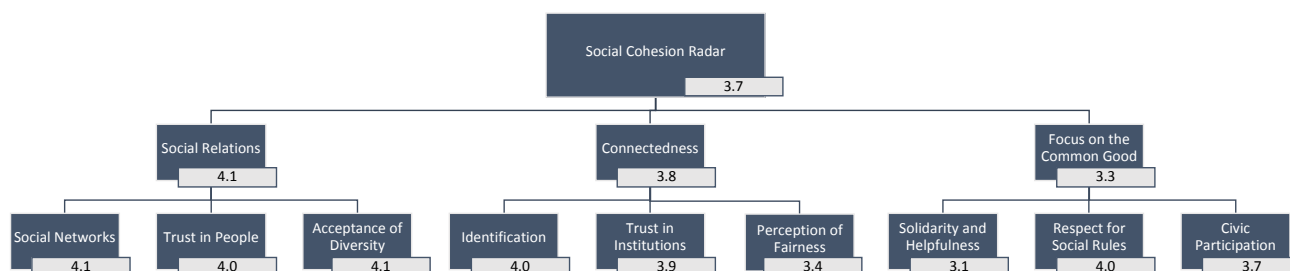 Social Cohesion Radar
3.7
Social Relations
4.1
Connectedness
3.8
Focus on the
Common Good
3.3
Social Networks
4.1
Trust in People
4.0
Acceptance of
Diversity
4.1
Identification
4.0
Trust in
Institutions
3.9
Perception of
Fairness
3.4
Solidarity and
Helpfulness
3.1
Respect for
Social Rules
4.0
Civic
Participation
3.7